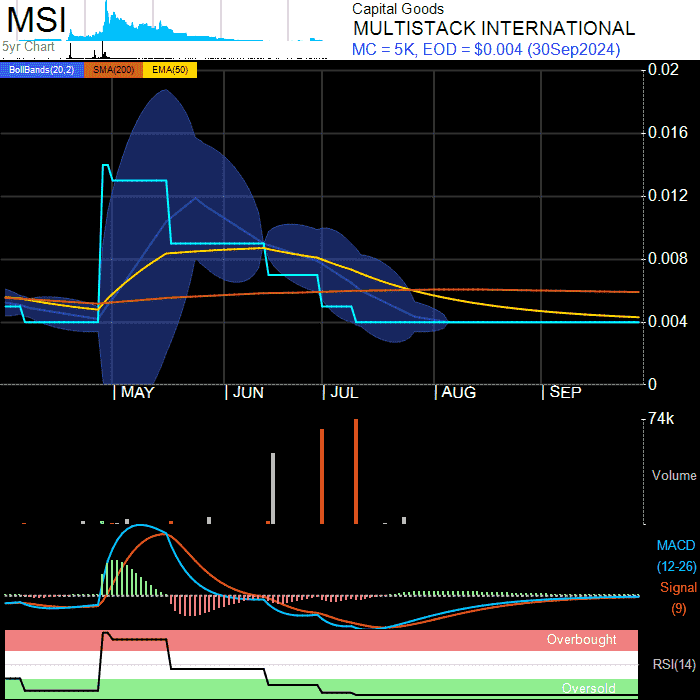 MSI
5yr Chart
Capital Goods
MULTISTACK INTERNATIONAL
MC = 5K, EOD = $0.004 (30Sep2024)
BollBands(20,2) SMA(200) EMA(50)
0.02
0.016
0.012
0.008
0.004
0
MAY JUN JUL AUG SEP
74k
Volume
MACD
(12-26)
Signal
(9)
Overbought
RSI(14)
Oversold